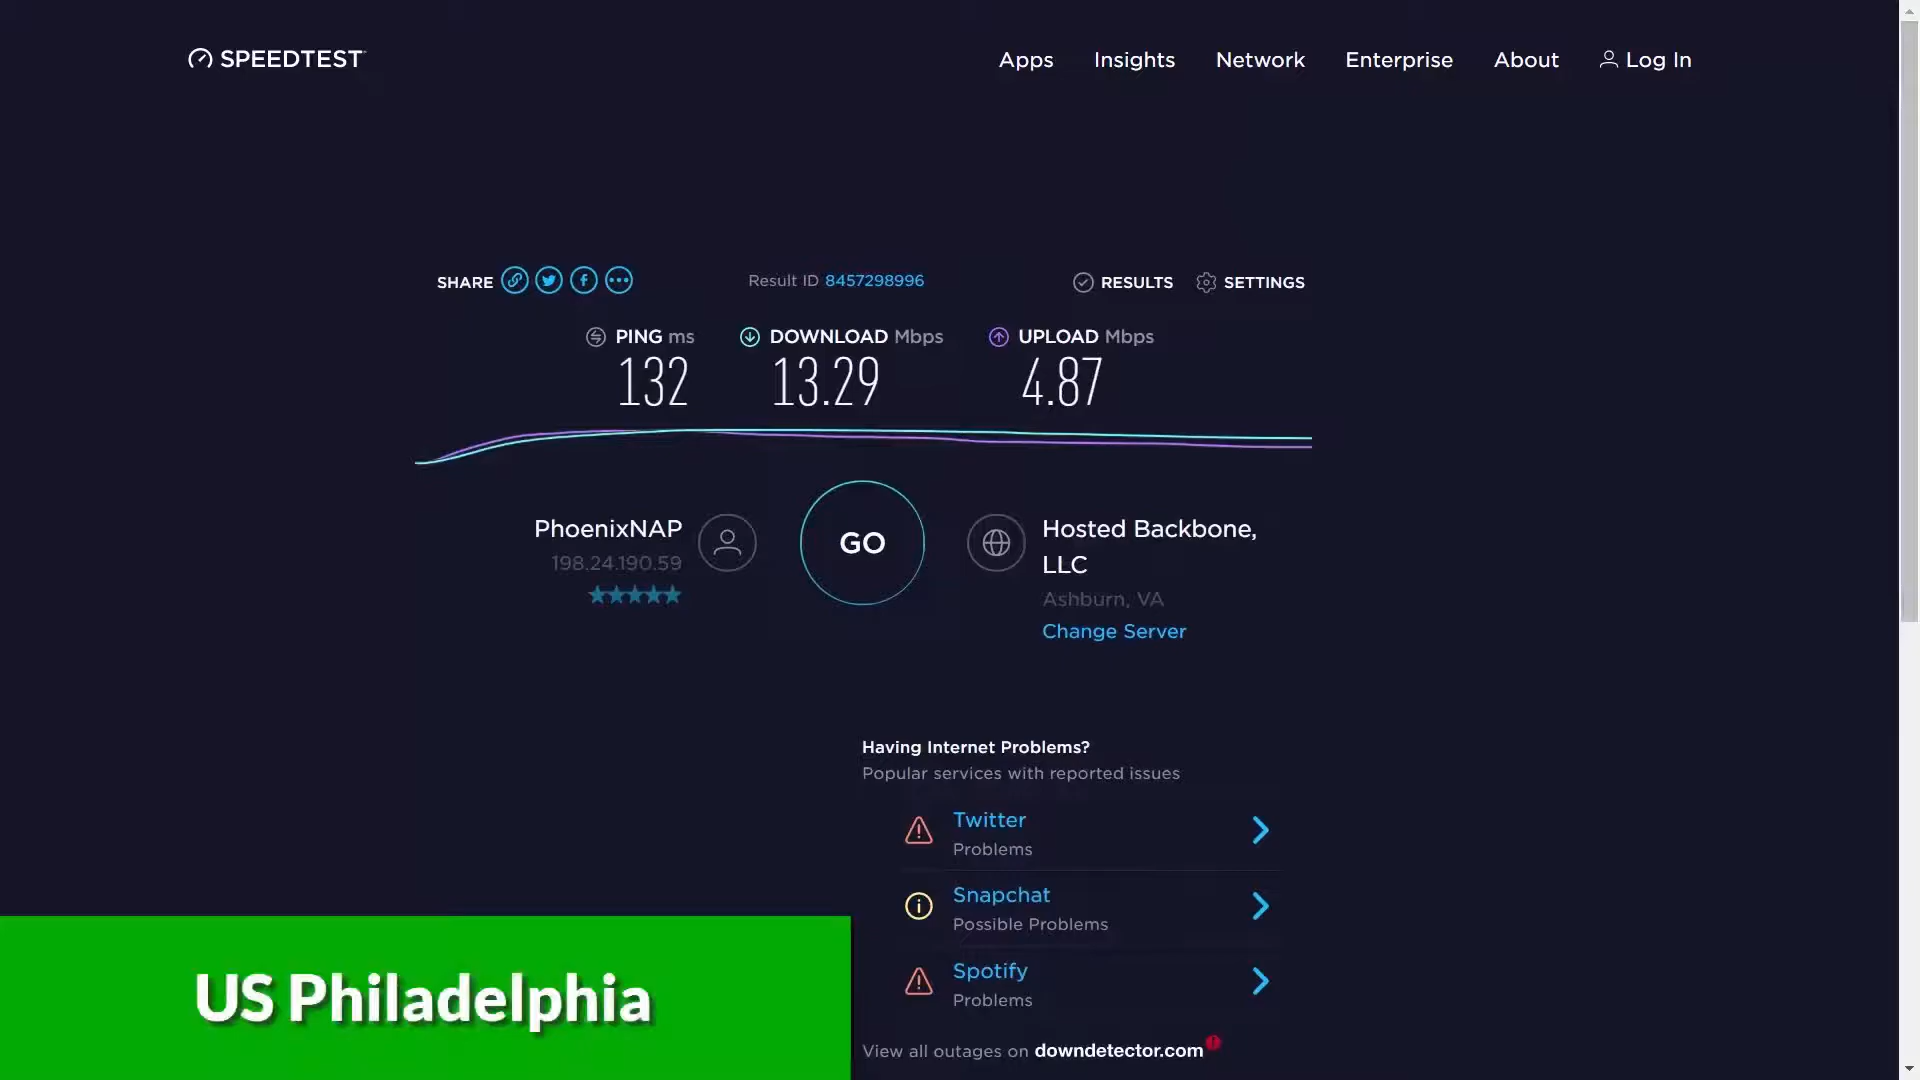 SPEEDTEST
Apps Insights Network Enterprise About Log In
SHARE Result ID 8457298996 RESULTS SETTINGS
PING ms DOWNLOAD Mbps UPLOAD Mbps
132 13.29 4.87
PhoenixNAP
198.24.190.59
GO
Hosted Backbone,
LLC
Ashburn, VA
Change Server
Having Internet Problems?
Popular services with reported issues
Twitter
Problems
Snapchat
Possible Problems
Spotify
Problems
View all outages on downdetector.com
US Philadelphia